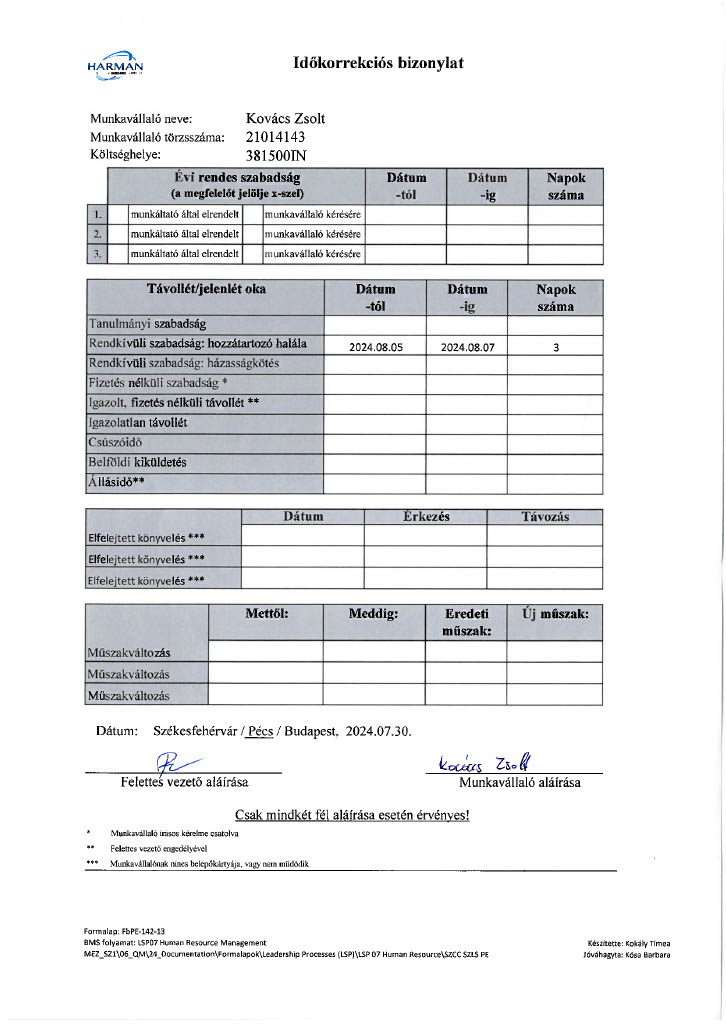 HARMAN
Időkorrekciós bizonylat
Munkavállaló neve: Kovács Zsolt
Munkavállaló törzsszáma: 21014143
Költséghelye: 381500IN
Évi rendes szabadság (a megfelelőt jelölje x-szel) Dátum -tól Dátum -ig Napok száma
1. munkáltató által elrendelt munkavállaló kérésére
2. munkáltató által elrendelt munkavállaló kérésére
3. munkáltató által elrendelt munkavállaló kérésére
Távollét/jelenlét oka Dátum -tól Dátum -ig Napok száma
Tanulmányi szabadság
Rendkívüli szabadság: hozzátartozó halála 2024.08.05 2024.08.07 3
Rendkívüli szabadság: házasságkötés
Fizetés nélküli szabadság *
Igazolt, fizetés nélküli távollét **
Igazolatlan távollét
Csúszóidő
Belföldi kiküldetés
Állásidő**
Dátum Érkezés Távozás
Elfelejtett könyvelés ***
Elfelejtett könyvelés ***
Elfelejtett könyvelés ***
Mettől: Meddig: Eredeti műszak: Új műszak:
Műszakváltozás
Műszakváltozás
Műszakváltozás
Dátum: Székesfehérvár / Pécs / Budapest, 2024.07.30.
Kovács Zsolt
Felettes vezető aláírása Munkavállaló aláírása
Csak mindkét fél aláírása esetén érvényes!
* Munkavállaló írásos kérelme csatolva
** Felettes vezető engedélyével
*** Munkavállalónak nincs belépőkártyája, vagy nem működik
Formalap: FbPE-142-13
BMS folyamat: LSP07 Human Resource Management Készítette: Kokály Tímea
MEZ_SZ1\06_QM\24_Documentation\Formalapok\Leadership Processes (LSP)\LSP 07 Human Resource\SZCC SZLS PE Jóváhagyta: Kósa Barbara